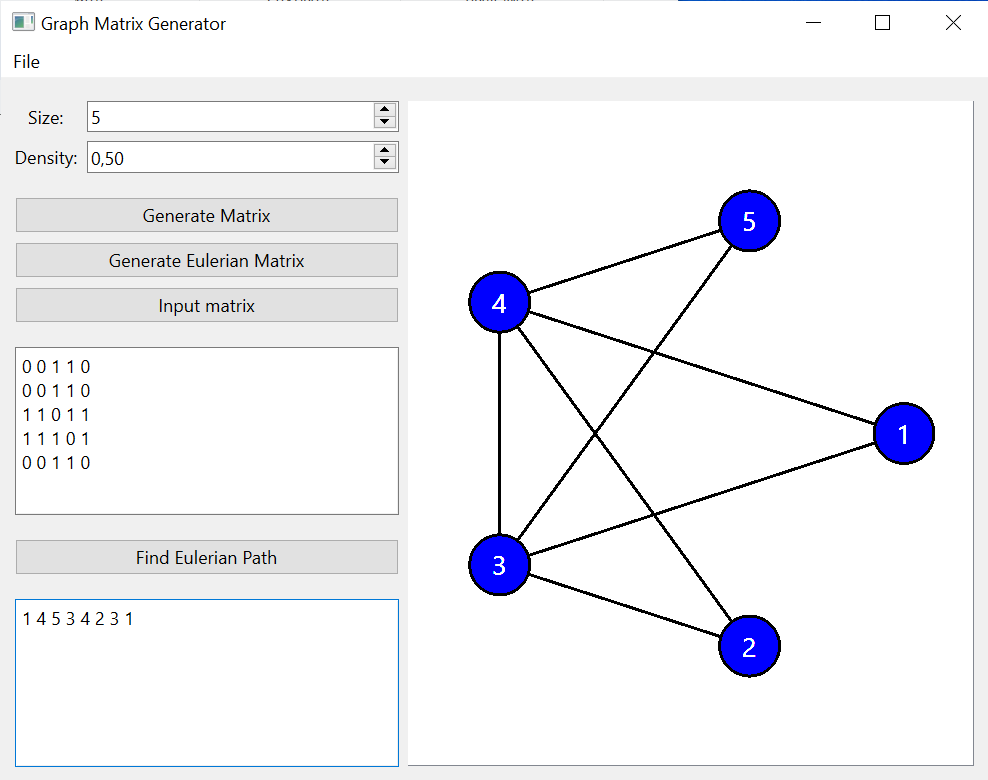 Graph Matrix Generator
File
Size: 5
Density: 0,50
Generate Matrix
Generate Eulerian Matrix
Input matrix
0 0 1 1 0
0 0 1 1 0
1 1 0 1 1
1 1 1 0 1
0 0 1 1 0
Find Eulerian Path
1 4 5 3 4 2 3 1
5
4
1
3
2